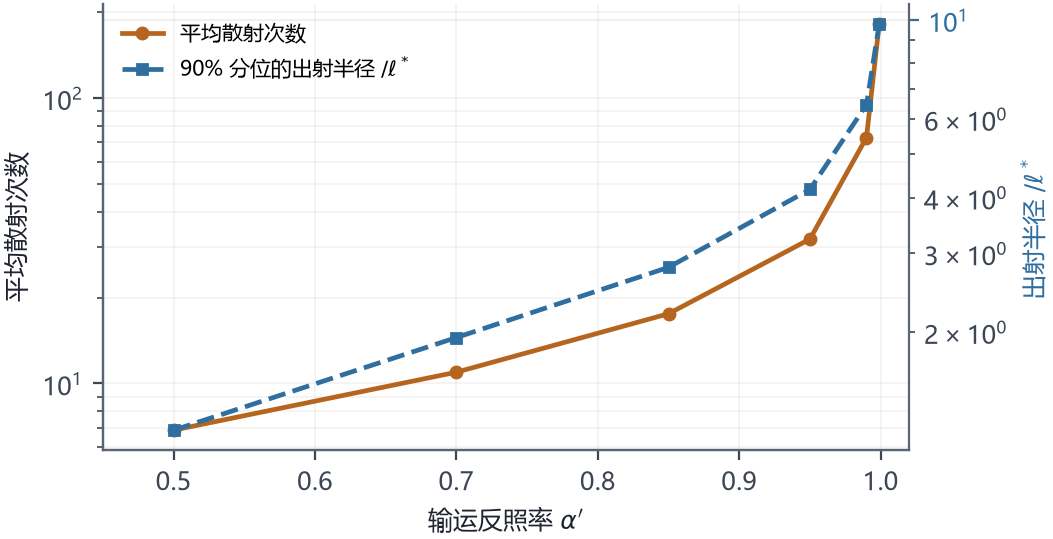 平均散射次数
90% 分位的出射半径 /ℓ*
10²
10¹
平均散射次数
10¹
6 × 10⁰
4 × 10⁰
3 × 10⁰
2 × 10⁰
出射半径 /ℓ*
0.5 0.6 0.7 0.8 0.9 1.0
输运反照率 α′